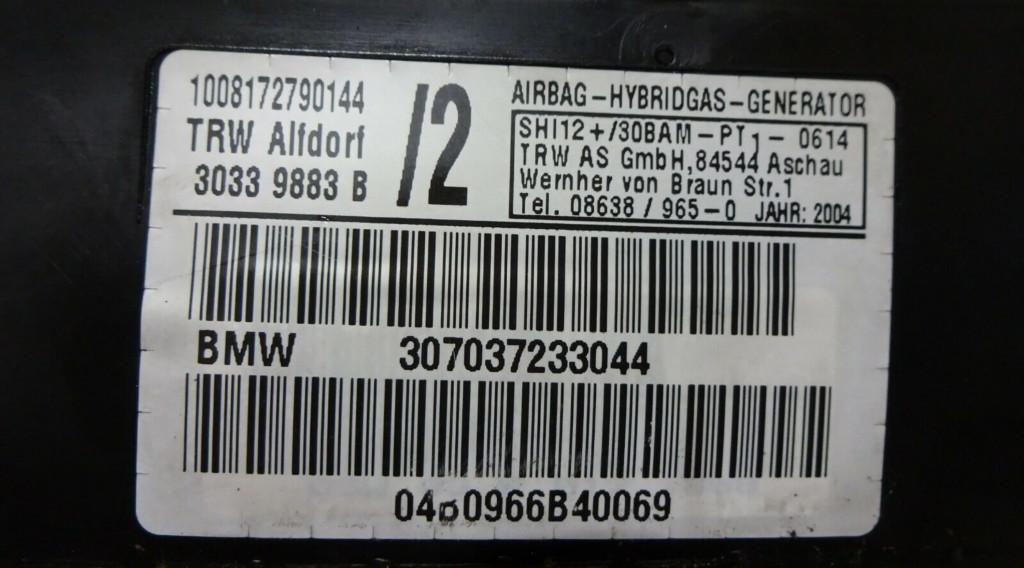 1008172790144
TRW Alfdorf
3033 9883 B
/2
AIRBAG-HYBRIDGAS-GENERATOR
SHI12+/30BAM-PT1-0614
TRW AS GmbH,84544 Aschau
Wernher von Braun Str.1
Tel. 08638 / 965-0 JAHR: 2004
BMW 307037233044